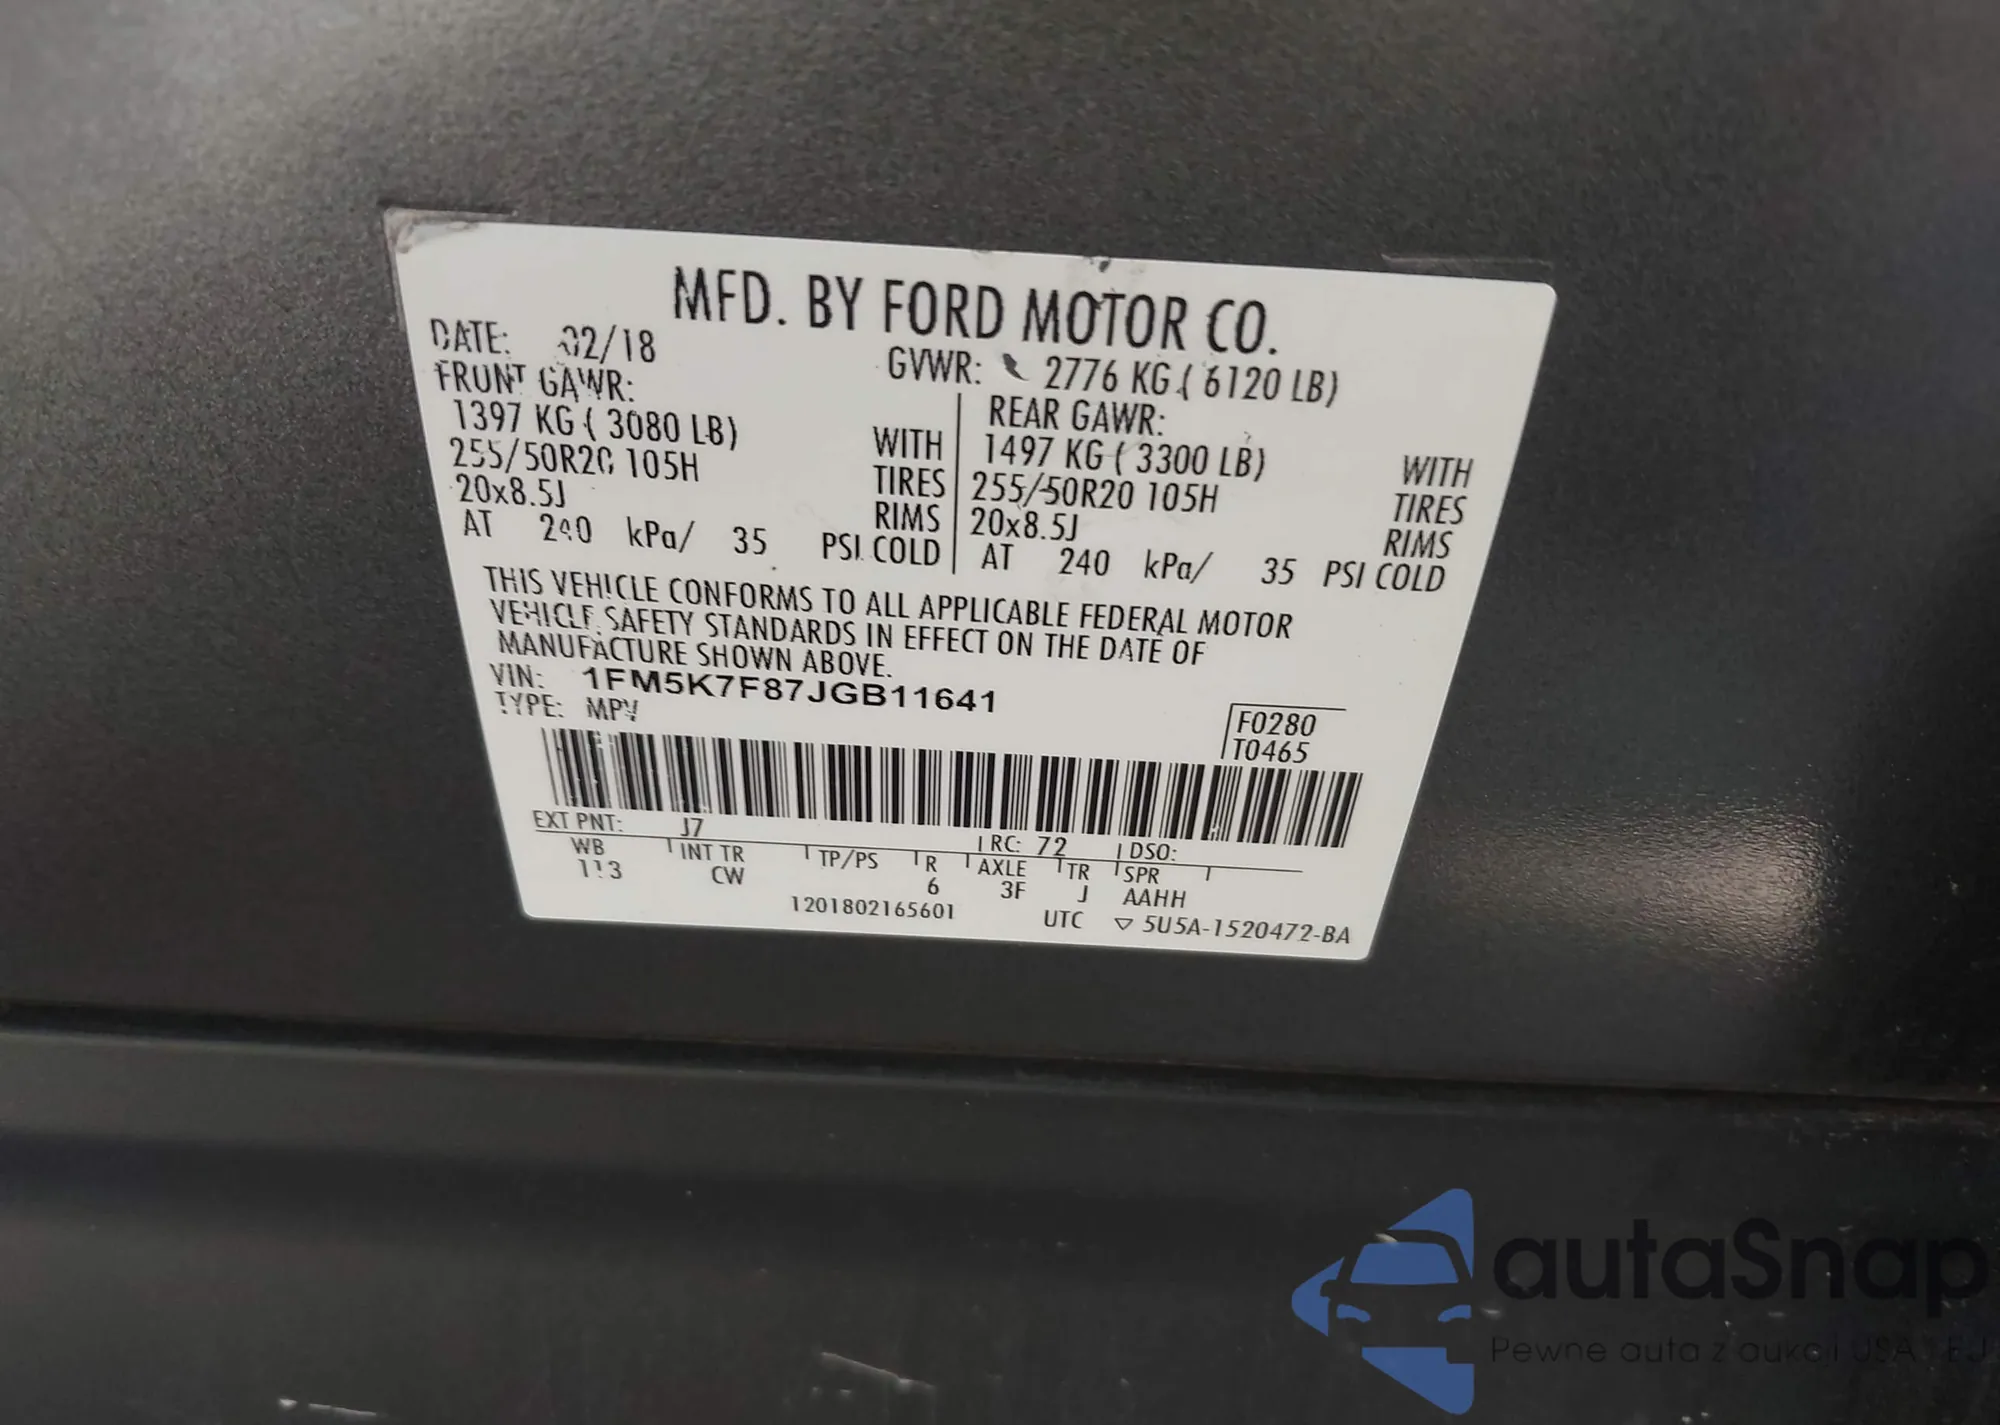 MFD. BY FORD MOTOR CO.
DATE: 02/18 GVWR: 2776 KG ( 6120 LB)
FRONT GAWR: REAR GAWR:
1397 KG ( 3080 LB) WITH 1497 KG ( 3300 LB) WITH
255/50R20 105H TIRES 255/50R20 105H TIRES
20x8.5J RIMS 20x8.5J RIMS
AT 240 kPa/ 35 PSI COLD AT 240 kPa/ 35 PSI COLD
THIS VEHICLE CONFORMS TO ALL APPLICABLE FEDERAL MOTOR
VEHICLE SAFETY STANDARDS IN EFFECT ON THE DATE OF
MANUFACTURE SHOWN ABOVE.
VIN: 1FM5K7F87JGB11641
TYPE: MPV
F0280
T0465
EXT PNT: J7 RC: 72 DSO:
WB INT TR TP/PS R AXLE TR SPR
113 CW 6 3F J AAHH
1201802165601 UTC ▽ 5U5A-1520472-BA
autaSnap
Pewne auta z aukcji USA i EU